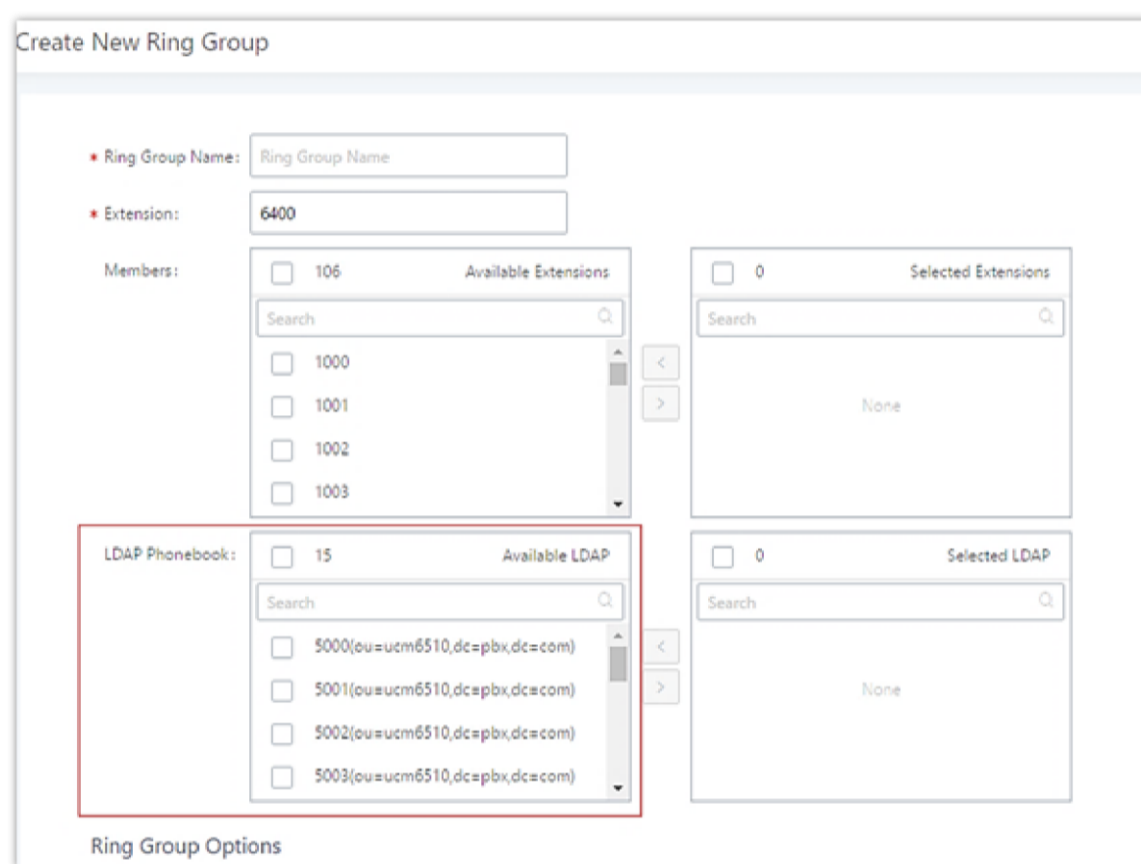 Create New Ring Group
* Ring Group Name: Ring Group Name
* Extension: 6400
Members: 106 Available Extensions 0 Selected Extensions
Search Search
1000
1001 None
1002
1003
LDAP Phonebook: 15 Available LDAP 0 Selected LDAP
Search Search
5000(ou=ucm6510,dc=pbx,dc=com)
5001(ou=ucm6510,dc=pbx,dc=com) None
5002(ou=ucm6510,dc=pbx,dc=com)
5003(ou=ucm6510,dc=pbx,dc=com)
Ring Group Options